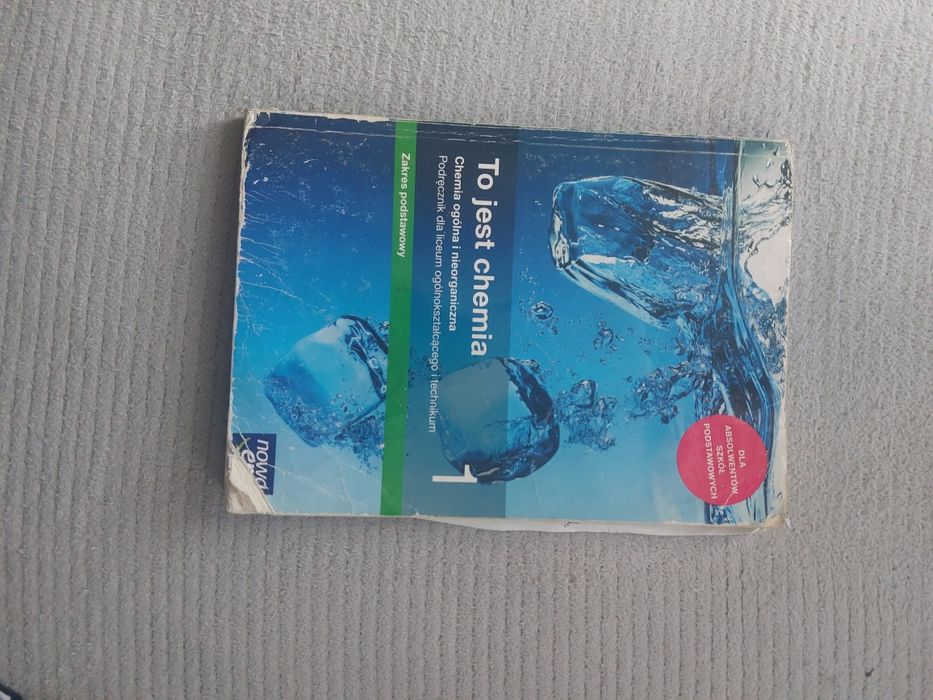 DLA
ABSOLWENTÓW
SZKÓŁ
PODSTAWOWYCH
To jest chemia 1
Chemia ogólna i nieorganiczna
Podręcznik dla liceum ogólnokształcącego i technikum
Zakres podstawowy
nowa